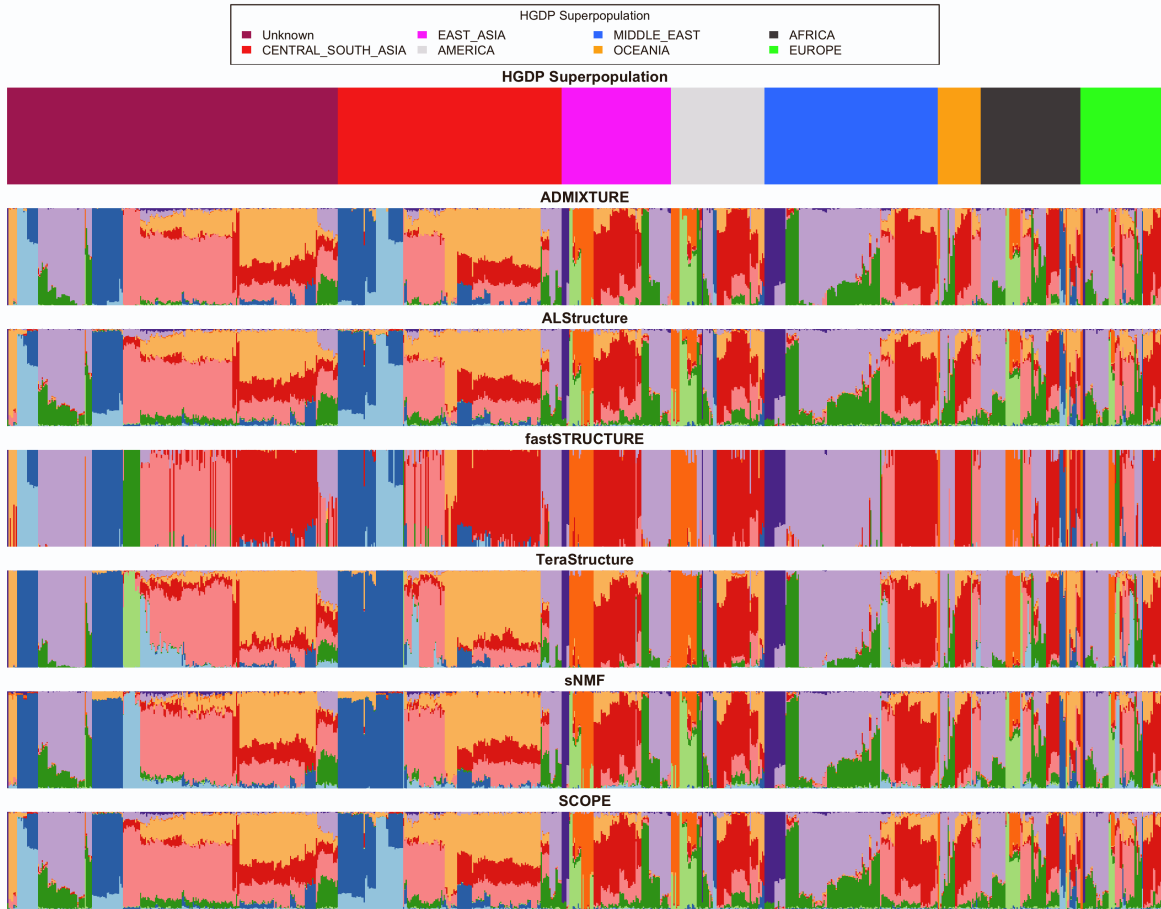 HGDP Superpopulation
Unknown EAST_ASIA MIDDLE_EAST AFRICA
CENTRAL_SOUTH_ASIA AMERICA OCEANIA EUROPE
HGDP Superpopulation
ADMIXTURE
ALStructure
fastSTRUCTURE
TeraStructure
sNMF
SCOPE